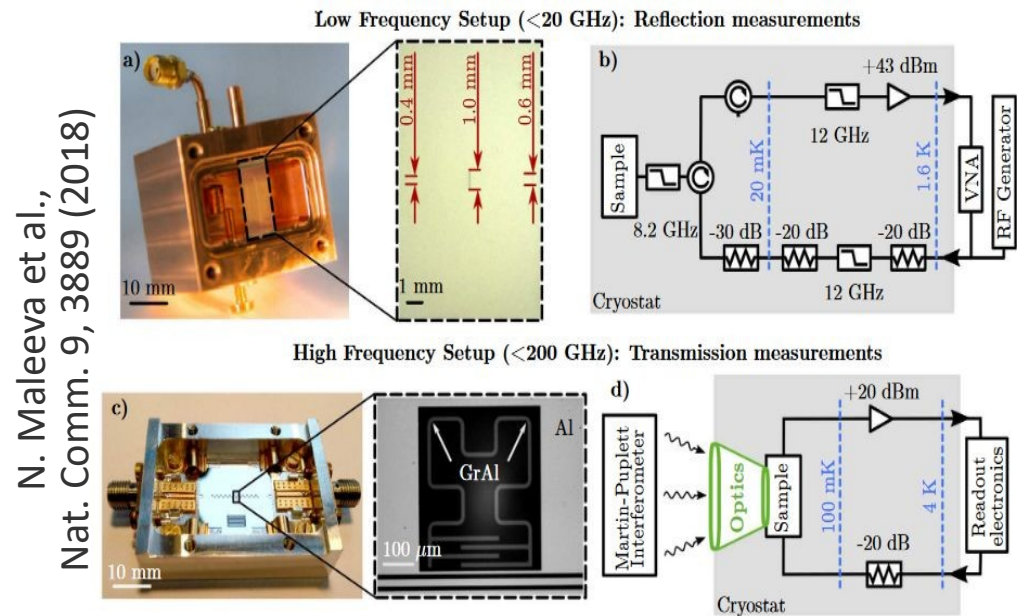 N. Maleeva et al.,
Nat. Comm. 9, 3889 (2018)
Low Frequency Setup (<20 GHz): Reflection measurements
a)
10 mm
0.4 mm
1.0 mm
0.6 mm
1 mm
b)
+43 dBm
12 GHz
Sample
8.2 GHz
20 mK
1.6 K
VNA
RF Generator
-30 dB
-20 dB
-20 dB
12 GHz
Cryostat
High Frequency Setup (<200 GHz): Transmission measurements
c)
10 mm
Al
GrAl
100 μm
d)
+20 dBm
Martin-Puplett
Interferometer
Optics
Sample
100 mK
4 K
Readout
electronics
-20 dB
Cryostat